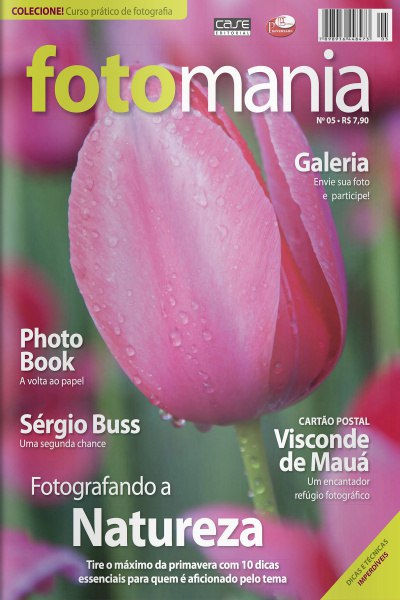 COLECIONE! Curso prático de fotografia
CASE
EDITORIAL
fotomania
Nº 05 • R$ 7,90
Galeria
Envie sua foto
e participe!
Photo
Book
A volta ao papel
Sérgio Buss
Uma segunda chance
CARTÃO POSTAL
Visconde
de Mauá
Um encantador
refúgio fotográfico
Fotografando a
Natureza
Tire o máximo da primavera com 10 dicas
essenciais para quem é aficionado pelo tema
DICAS E TÉCNICAS
IMPERDÍVEIS